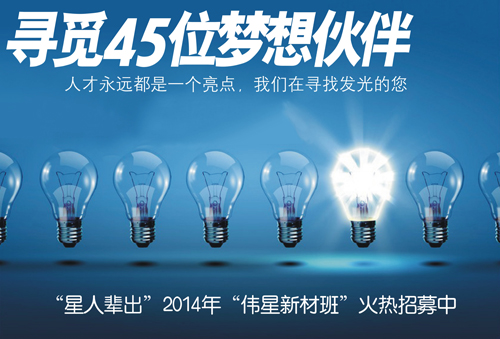 寻觅45位梦想伙伴
人才永远都是一个亮点，我们在寻找发光的您
“星人辈出”2014年“伟星新材班”火热招募中